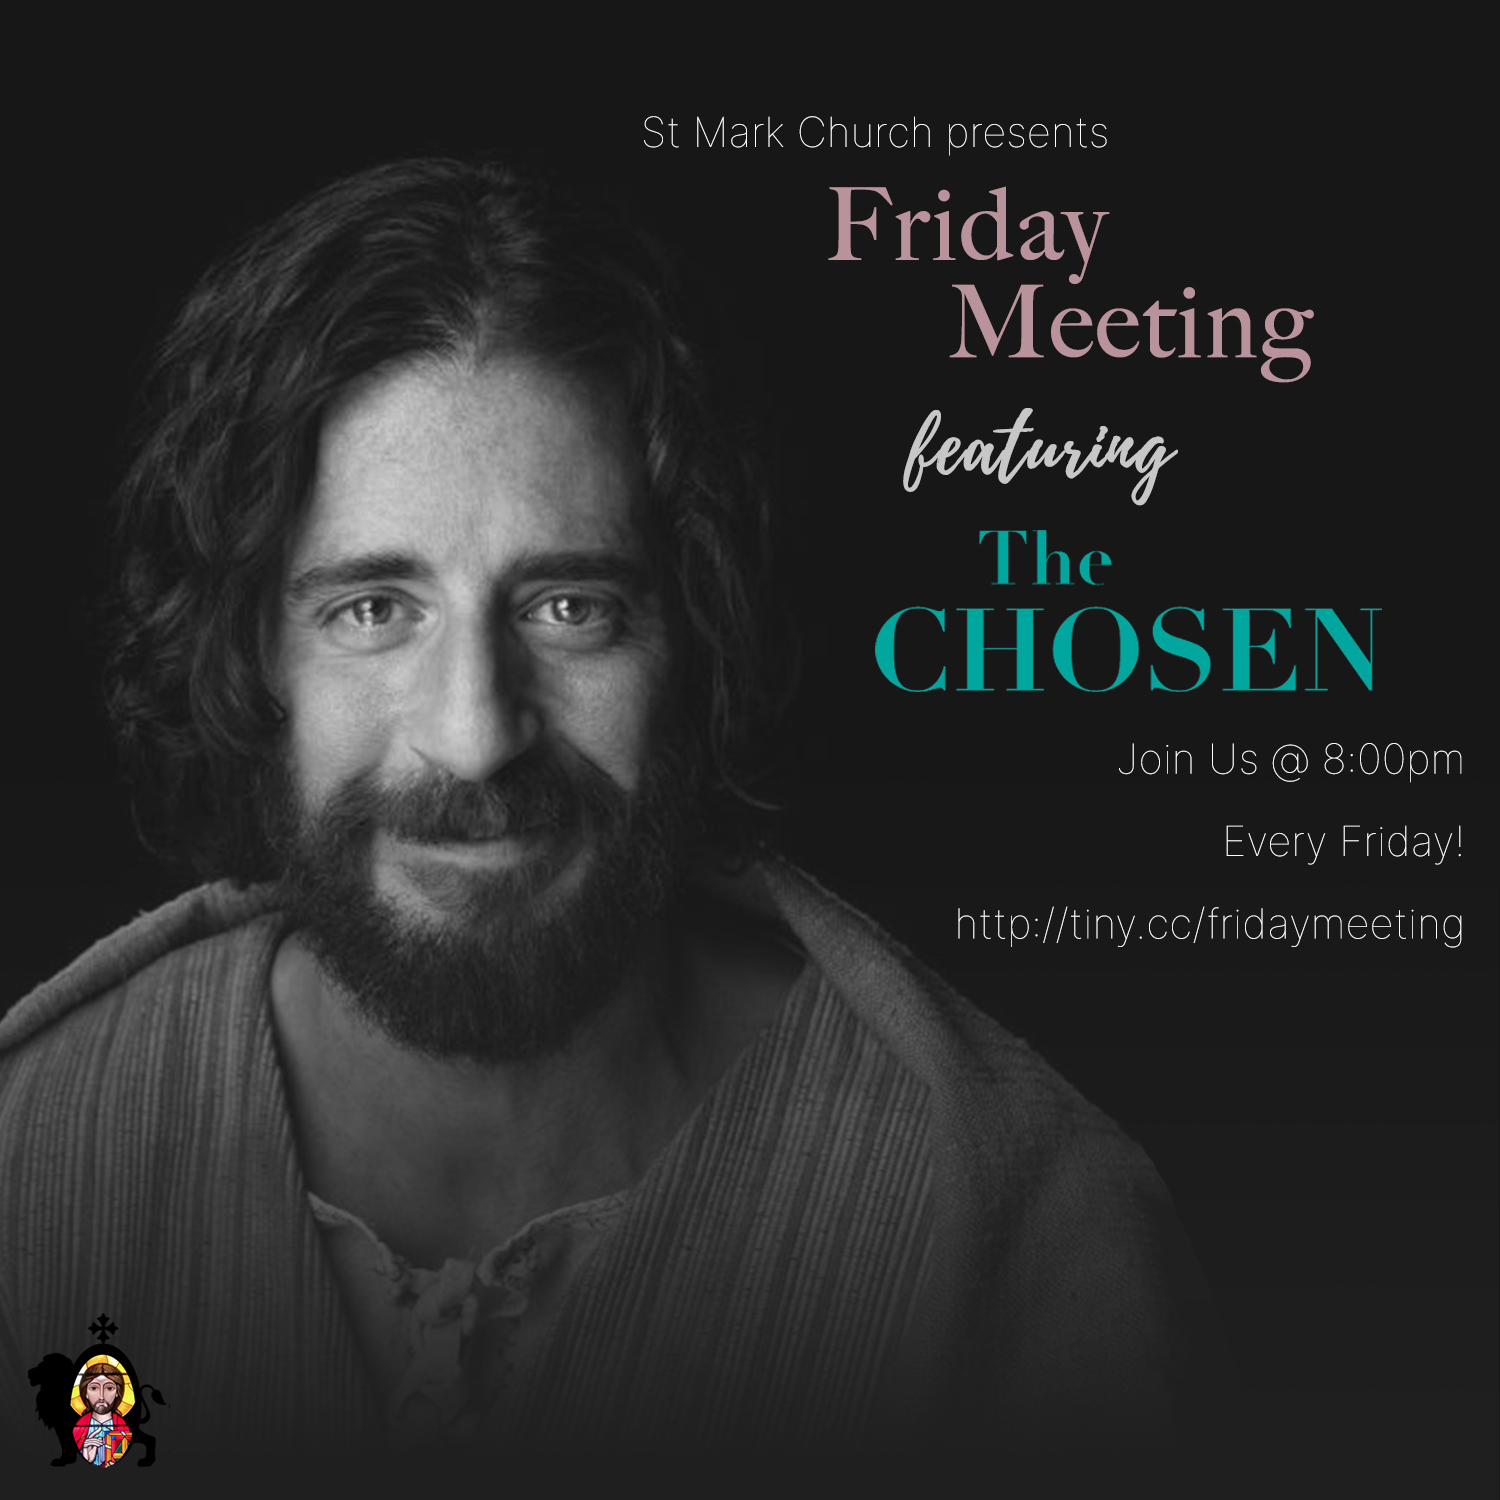 St Mark Church presents
Friday
Meeting
featuring
The
CHOSEN
Join Us @ 8:00pm
Every Friday!
http://tiny.cc/fridaymeeting